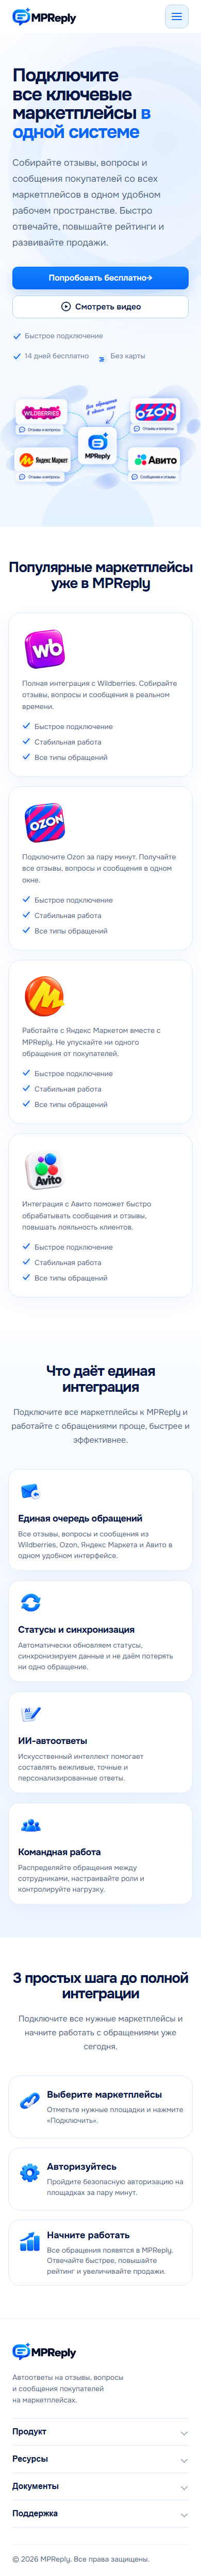 MPReply
Подключите
все ключевые
маркетплейсы в
одной системе
Собирайте отзывы, вопросы и
сообщения покупателей со всех
маркетплейсов в одном удобном
рабочем пространстве. Быстро
отвечайте, повышайте рейтинги и
развивайте продажи.
Попробовать бесплатно→
Смотреть видео
Быстрое подключение
14 дней бесплатно
Без карты
Все обращения
в одном окне
WILDBERRIES
Отзывы и вопросы
OZON
Отзывы и вопросы
MPReply
Яндекс Маркет
Отзывы и вопросы
Авито
Сообщения и отзывы
Популярные маркетплейсы
уже в MPReply
wb
Полная интеграция с Wildberries. Собирайте
отзывы, вопросы и сообщения в реальном
времени.
Быстрое подключение
Стабильная работа
Все типы обращений
OZON
Подключите Ozon за пару минут. Получайте
все отзывы, вопросы и сообщения в одном
окне.
Быстрое подключение
Стабильная работа
Все типы обращений
Работайте с Яндекс Маркетом вместе с
MPReply. Не упускайте ни одного
обращения от покупателей.
Быстрое подключение
Стабильная работа
Все типы обращений
Avito
Интеграция с Авито поможет быстро
обрабатывать сообщения и отзывы,
повышать лояльность клиентов.
Быстрое подключение
Стабильная работа
Все типы обращений
Что даёт единая
интеграция
Подключите все маркетплейсы к MPReply и
работайте с обращениями проще, быстрее и
эффективнее.
Единая очередь обращений
Все отзывы, вопросы и сообщения из
Wildberries, Ozon, Яндекс Маркета и Авито в
одном удобном интерфейсе.
Статусы и синхронизация
Автоматически обновляем статусы,
синхронизируем данные и не даём потерять
ни одно обращение.
AI
ИИ-автоответы
Искусственный интеллект помогает
составлять вежливые, точные и
персонализированные ответы.
Командная работа
Распределяйте обращения между
сотрудниками, настраивайте роли и
контролируйте нагрузку.
3 простых шага до полной
интеграции
Подключите все нужные маркетплейсы и
начните работать с обращениями уже
сегодня.
Выберите маркетплейсы
Отметьте нужные площадки и нажмите
«Подключить».
Авторизуйтесь
Пройдите безопасную авторизацию на
площадках за пару минут.
Начните работать
Все обращения появятся в MPReply.
Отвечайте быстрее, повышайте
рейтинг и увеличивайте продажи.
MPReply
Автоответы на отзывы, вопросы
и сообщения покупателей
на маркетплейсах.
Продукт
Ресурсы
Документы
Поддержка
© 2026 MPReply. Все права защищены.